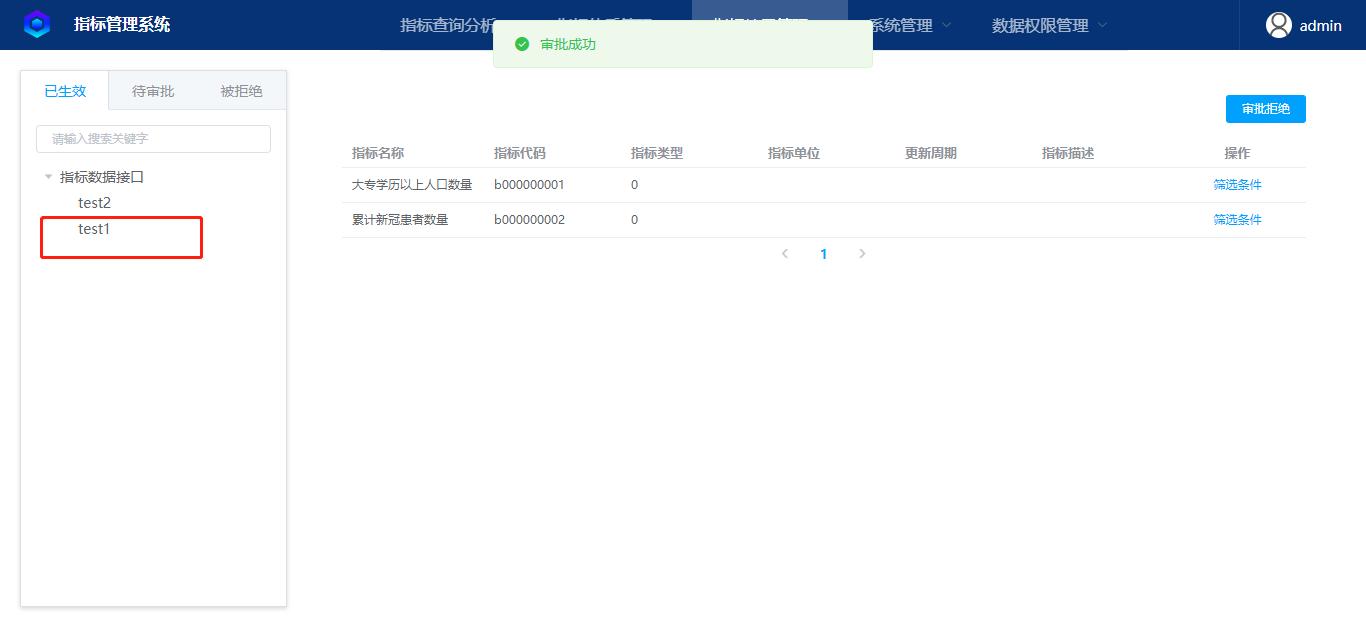 指标管理系统
指标查询分析
系统管理
数据权限管理
admin
审批成功
已生效 待审批 被拒绝
请输入搜索关键字
指标数据接口
test2
test1
审批拒绝
指标名称 指标代码 指标类型 指标单位 更新周期 指标描述 操作
大专学历以上人口数量 b000000001 0 筛选条件
累计新冠患者数量 b000000002 0 筛选条件
1